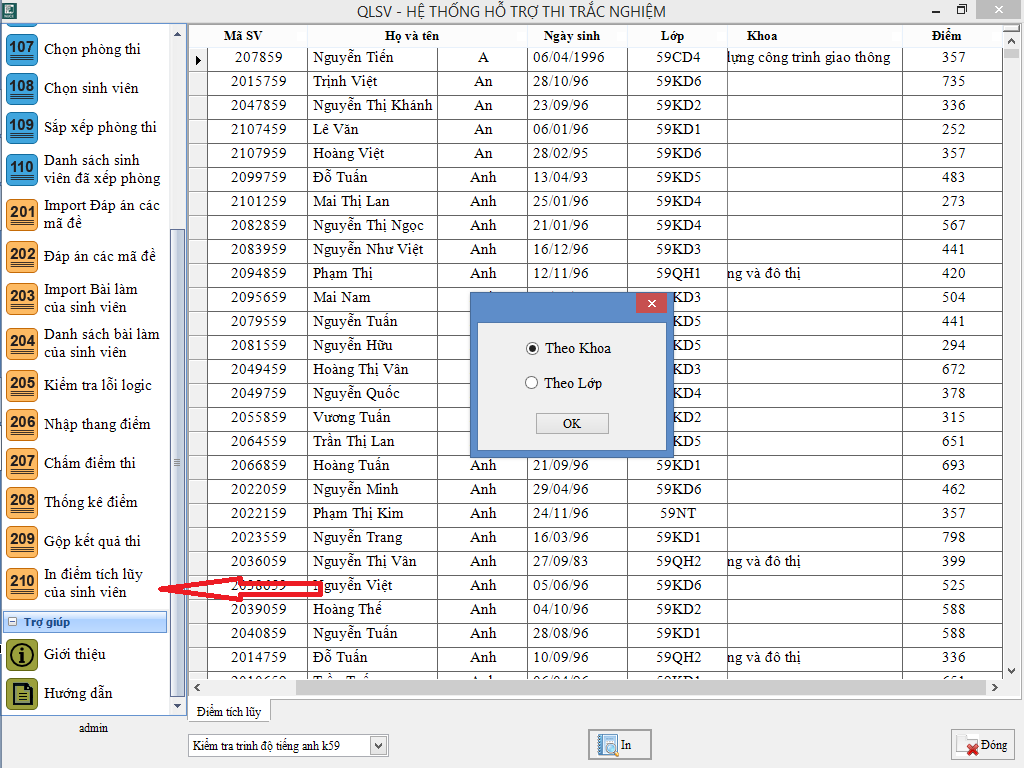 QLSV - HỆ THỐNG HỖ TRỢ THI TRẮC NGHIỆM
107 Chọn phòng thi
108 Chọn sinh viên
109 Sắp xếp phòng thi
110 Danh sách sinh
viên đã xếp phòng
201 Import Đáp án các
mã đề
202 Đáp án các mã đề
203 Import Bài làm
của sinh viên
204 Danh sách bài làm
của sinh viên
205 Kiểm tra lỗi logic
206 Nhập thang điểm
207 Chấm điểm thi
208 Thống kê điểm
209 Gộp kết quả thi
210 In điểm tích lũy
của sinh viên
Trợ giúp
Giới thiệu
Hướng dẫn
admin
Mã SV Họ và tên Ngày sinh Lớp Khoa Điểm
207859 Nguyễn Tiến A 06/04/1996 59CD4 lựng công trình giao thông 357
2015759 Trịnh Việt An 28/10/96 59KD6 735
2047859 Nguyễn Thị Khánh An 23/09/96 59KD2 336
2107459 Lê Văn An 06/01/96 59KD1 252
2107959 Hoàng Việt An 28/02/95 59KD6 357
2099759 Đỗ Tuấn Anh 13/04/93 59KD5 483
2101259 Mai Thị Lan Anh 25/01/96 59KD4 273
2082859 Nguyễn Thị Ngọc Anh 21/01/96 59KD4 567
2083959 Nguyễn Như Việt Anh 16/12/96 59KD3 441
2094859 Phạm Thị Anh 12/11/96 59QH1 ng và đô thị 420
2095659 Mai Nam KD3 504
2079559 Nguyễn Tuấn KD5 441
2081559 Nguyễn Hữu KD5 294
2049459 Hoàng Thị Vân KD3 672
2049759 Nguyễn Quốc KD4 378
2055859 Vương Tuấn KD2 315
2064559 Trần Thị Lan KD5 651
2066859 Hoàng Tuấn Anh 21/09/96 59KD1 693
2022059 Nguyễn Minh Anh 29/04/96 59KD6 462
2022159 Phạm Thị Kim Anh 24/11/96 59NT 357
2023559 Nguyễn Trang Anh 16/03/96 59KD1 798
2036059 Nguyễn Thị Vân Anh 27/09/83 59QH2 ng và đô thị 399
Nguyễn Việt Anh 05/06/96 59KD6 525
2039059 Hoàng Thế Anh 04/10/96 59KD2 588
2040859 Nguyễn Tuấn Anh 28/08/96 59KD1 588
2014759 Đỗ Tuấn Anh 10/09/96 59QH2 ng và đô thị 336
Theo Khoa
Theo Lớp
OK
Điểm tích lũy
Kiểm tra trình độ tiếng anh k59
In
Đóng